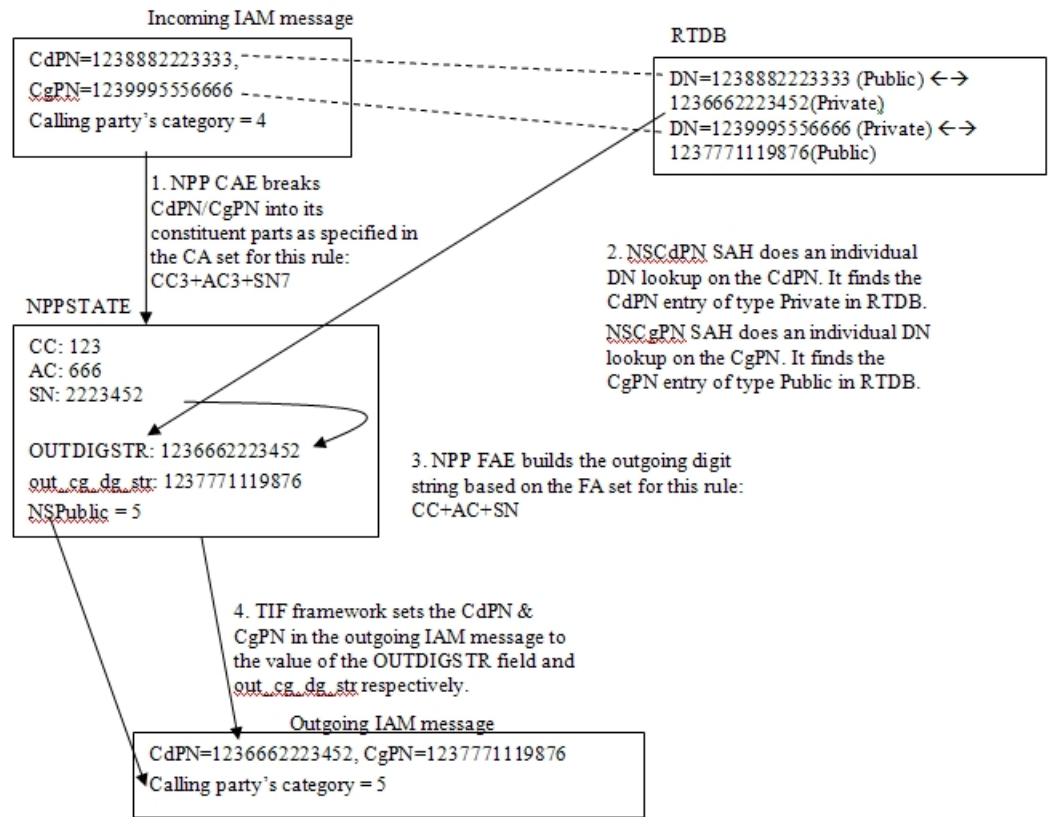 Incoming IAM message
CdPN=1238882223333,
CgPN=1239995556666
Calling party's category = 4
RTDB
DN=1238882223333 (Public) ←→
1236662223452(Private)
DN=1239995556666 (Private) ←→
1237771119876(Public)
1. NPP CAE breaks
CdPN/CgPN into its
constituent parts as specified in
the CA set for this rule:
CC3+AC3+SN7
2. NSCdPN SAH does an individual
DN lookup on the CdPN. It finds the
CdPN entry of type Private in RTDB.
NSCgPN SAH does an individual DN
lookup on the CgPN. It finds the
CgPN entry of type Public in RTDB.
NPPSTATE
CC: 123
AC: 666
SN: 2223452
OUTDIGSTR: 1236662223452
out_cg_dg_str: 1237771119876
NSPublic = 5
3. NPP FAE builds the outgoing digit
string based on the FA set for this rule:
CC+AC+SN
4. TIF framework sets the CdPN &
CgPN in the outgoing IAM message to
the value of the OUTDIGSTR field and
out_cg_dg_str respectively.
Outgoing IAM message
CdPN=1236662223452, CgPN=1237771119876
Calling party's category = 5